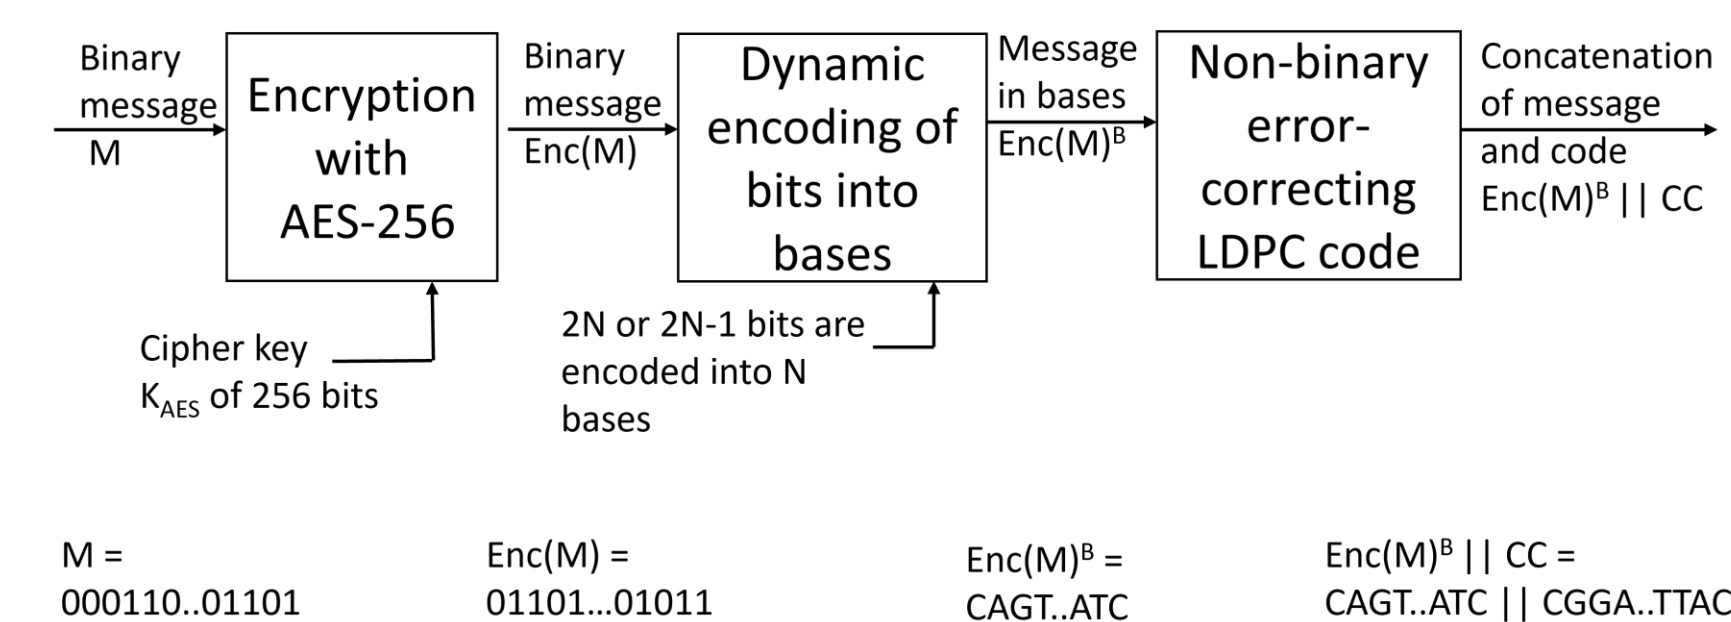 Binary
message
M
Encryption
with
AES-256
Cipher key
K_AES of 256 bits
Binary
message
Enc(M)
Dynamic
encoding of
bits into
bases
2N or 2N-1 bits are
encoded into N
bases
Message
in bases
Enc(M)^B
Non-binary
error-
correcting
LDPC code
Concatenation
of message
and code
Enc(M)^B || CC
M =
000110..01101
Enc(M) =
01101...01011
Enc(M)^B =
CAGT..ATC
Enc(M)^B || CC =
CAGT..ATC || CGGA..TTAC